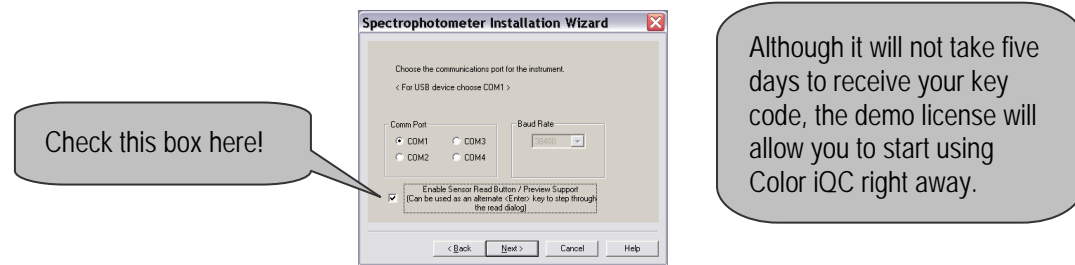 Check this box here!
Spectrophotometer Installation Wizard
Choose the communications port for the instrument.
< For USB device choose COM1 >
Comm Port
COM1
COM3
COM2
COM4
Baud Rate
38400
Enable Sensor Read Button / Preview Support
(Can be used as an alternate <Enter> key to step through
the read dialog)
< Back
Next >
Cancel
Help
Although it will not take five
days to receive your key
code, the demo license will
allow you to start using
Color iQC right away.